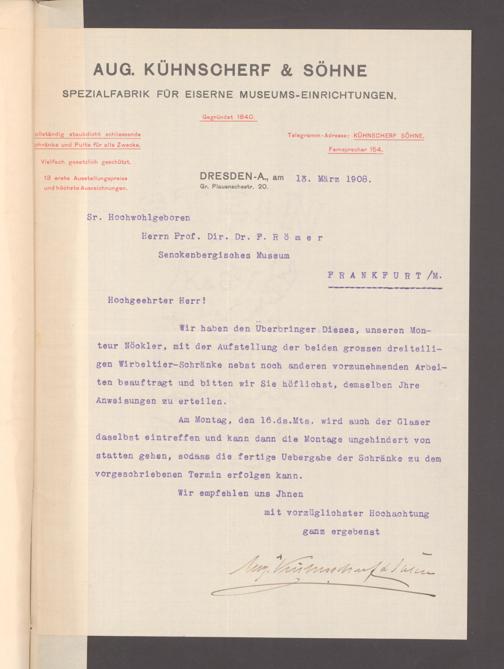 AUG. KÜHNSCHERF & SÖHNE
SPEZIALFABRIK FÜR EISERNE MUSEUMS-EINRICHTUNGEN.
Gegründet 1840.
ollständig staubdicht schliessende
chränke und Pulte für alle Zwecke.
Vielfach gesetzlich geschützt.
13 erste Ausstellungspreise
und höchste Auszeichnungen.
Telegramm-Adresse: KÜHNSCHERF SÖHNE.
Fernsprecher 154.
DRESDEN-A., am 13. März 1908.
Gr. Plauenschestr. 20.
Sr. Hochwohlgeboren
Herrn Prof. Dir. Dr. F. Römer
Senckenbergisches Museum
FRANKFURT/M.
Hochgeehrter Herr!
Wir haben den Überbringer Dieses, unseren Mon-
teur Nöckler, mit der Aufstellung der beiden grossen dreiteili-
gen Wirbeltier-Schränke nebst noch anderen vorzunehmenden Arbei-
ten beauftragt und bitten wir Sie höflichst, demselben Jhre
Anweisungen zu erteilen.
Am Montag, den 16.ds.Mts. wird auch der Glaser
daselbst eintreffen und kann dann die Montage ungehindert von
statten gehen, sodass die fertige Uebergabe der Schränke zu dem
vorgeschriebenen Termin erfolgen kann.
Wir empfehlen uns Jhnen
mit vorzüglichster Hochachtung
ganz ergebenst
Aug. Kühnscherf & Söhne